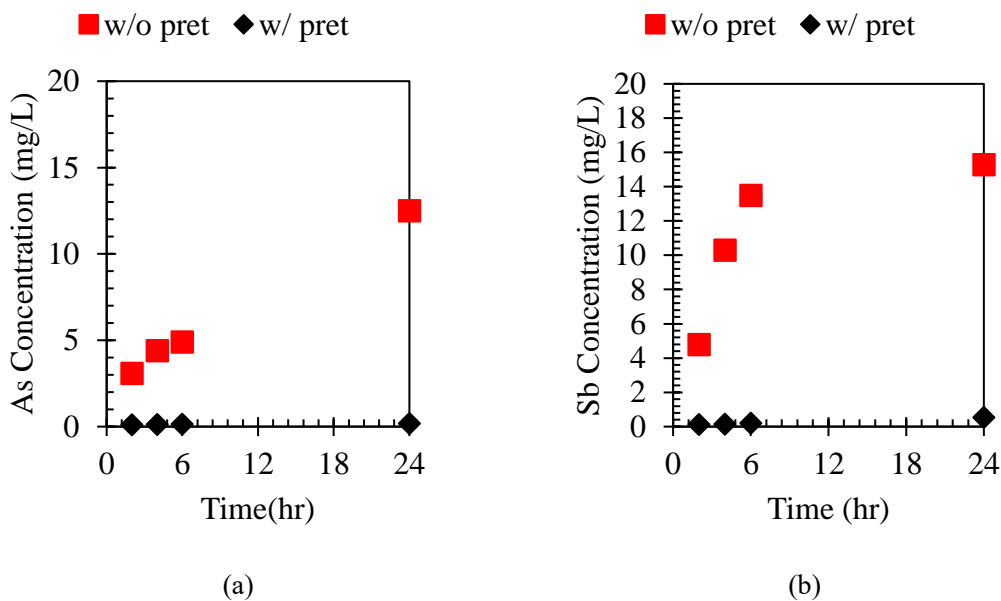 w/o pret w/ pret
As Concentration (mg/L)
20
15
10
5
0
0 6 12 18 24
Time(hr)
(a)
w/o pret w/ pret
Sb Concentration (mg/L)
20
18
16
14
12
10
8
6
4
2
0
0 6 12 18 24
Time (hr)
(b)